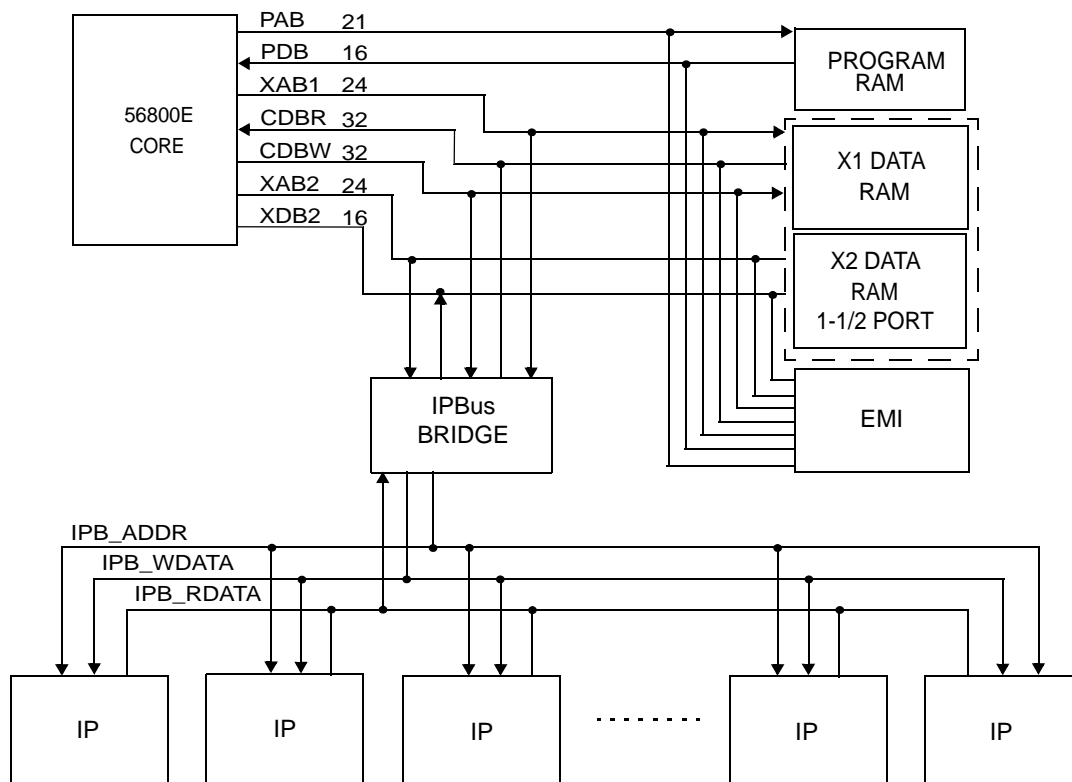 PAB 21
PDB 16
XAB1 24
CDBR 32
CDBW 32
XAB2 24
XDB2 16
56800E
CORE
PROGRAM
RAM
X1 DATA
RAM
X2 DATA
RAM
1-1/2 PORT
EMI
IPBus
BRIDGE
IPB_ADDR
IPB_WDATA
IPB_RDATA
IP
IP
IP
IP
IP